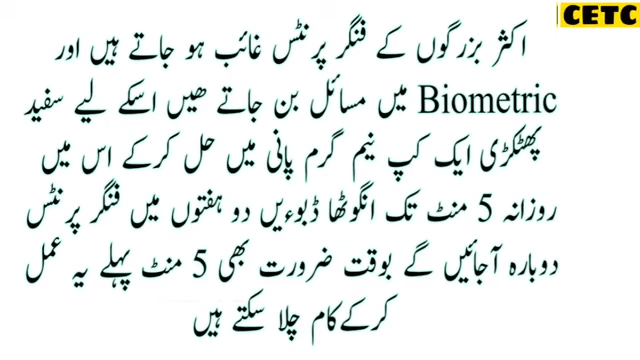 CETC
اکثر بزرگوں کے فنگر پرنٹس غائب ہو جاتے ہیں اور
Biometric میں مسائل بن جاتے ھیں اسکے لیے سفید
پھٹکڑی ایک کپ نیم گرم پانی میں حل کرکے اس میں
روزانہ 5 منٹ تک انگوٹھا ڈبوءیں دو ہفتوں میں فنگر پرنٹس
دوبارہ آجائیں گے بوقت ضرورت بھی 5 منٹ پہلے یہ عمل
کرکے کام چلا سکتے ہیں